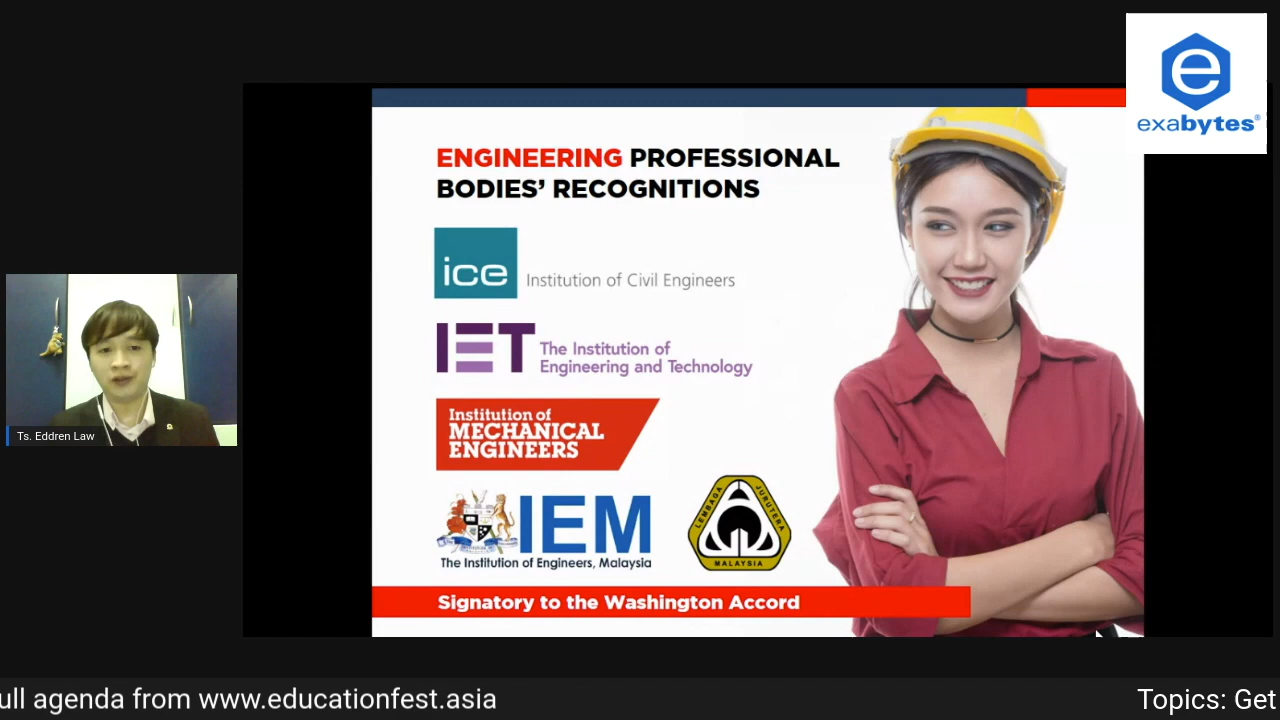 e
exabytes®
ENGINEERING PROFESSIONAL
BODIES’ RECOGNITIONS
ice
Institution of Civil Engineers
IET
The Institution of
Engineering and Technology
Institution of
MECHANICAL
ENGINEERS
IEM
The Institution of Engineers, Malaysia
LEMBAGA JURUTERA
MALAYSIA
Signatory to the Washington Accord
Ts. Eddren Law
ull agenda from www.educationfest.asia
Topics: Get